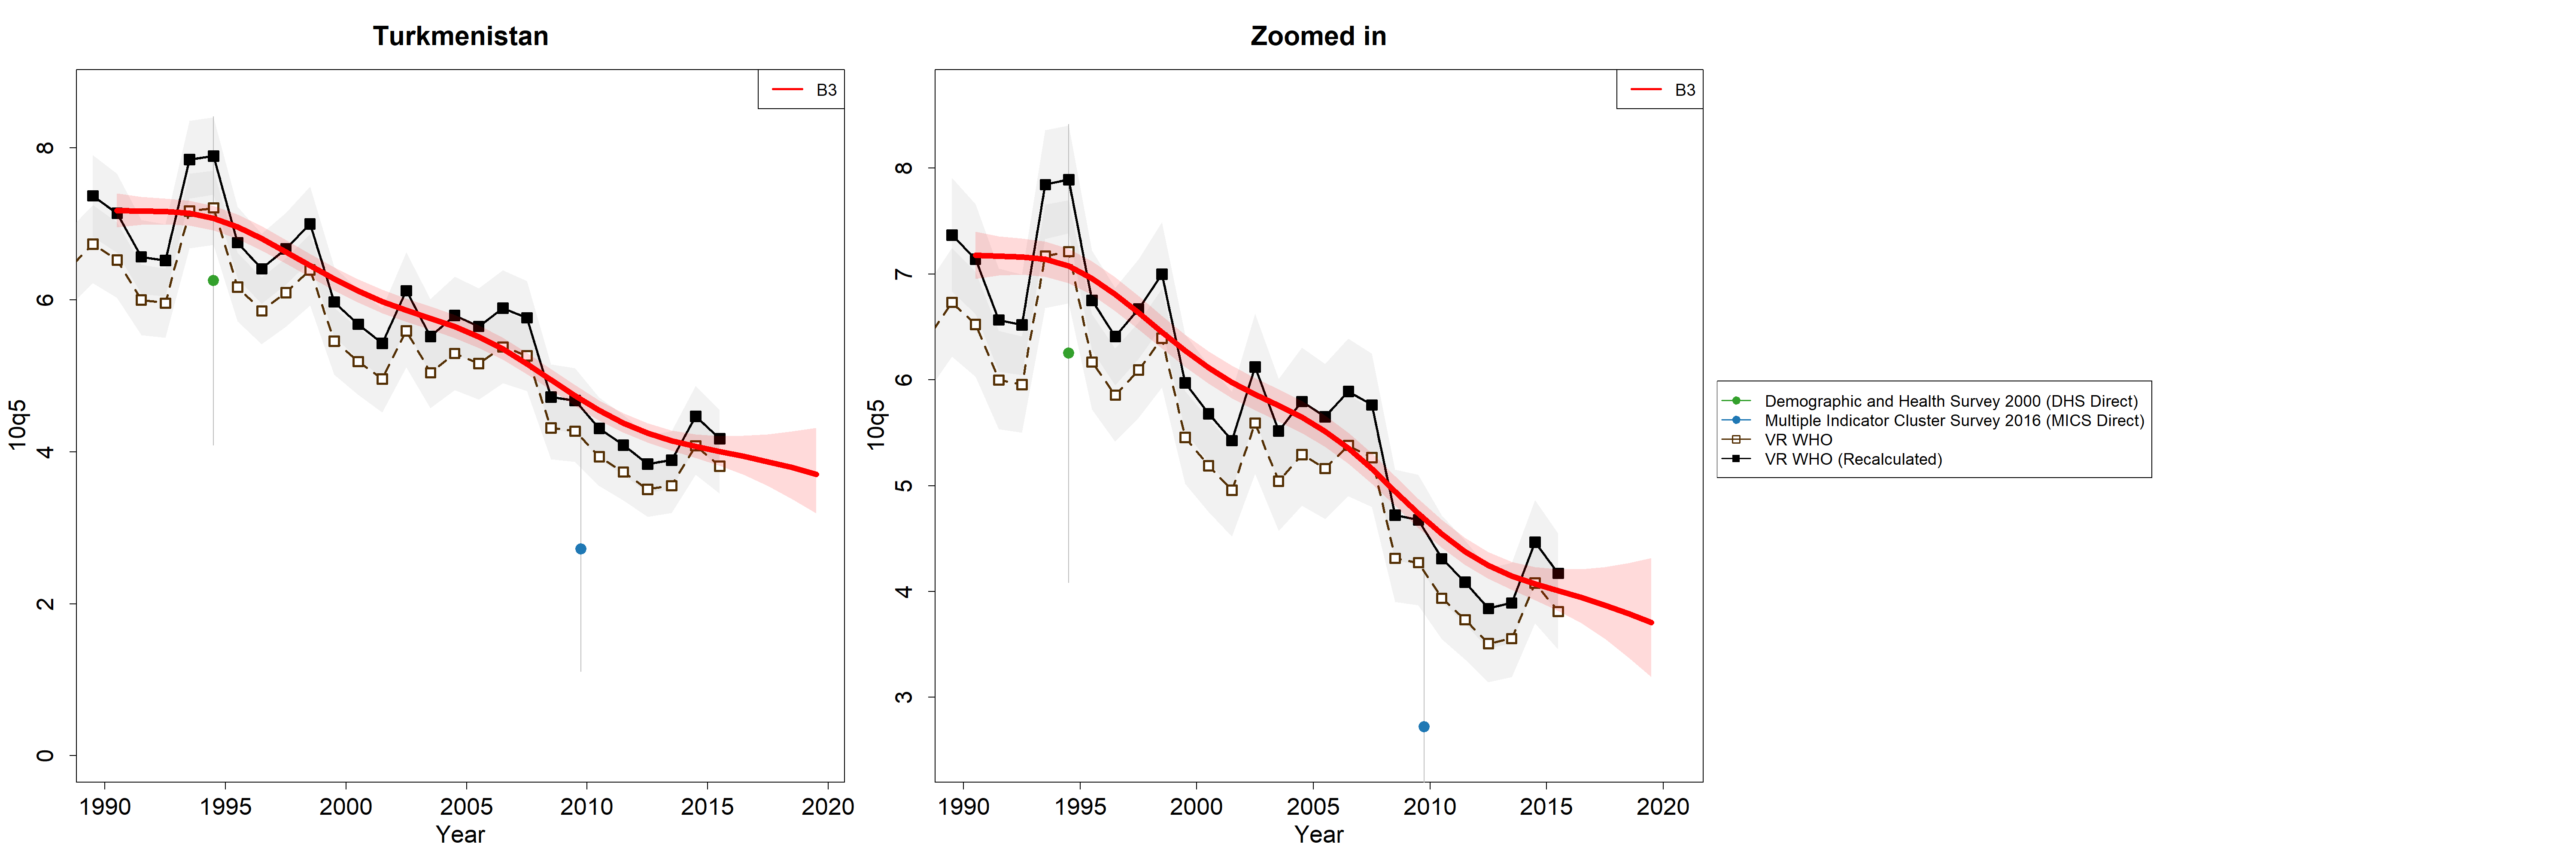 Turkmenistan
B3
8
6
4
2
0
10q5
1990 1995 2000 2005 2010 2015 2020
Year
Zoomed in
B3
8
7
6
5
4
3
10q5
1990 1995 2000 2005 2010 2015 2020
Year
Demographic and Health Survey 2000 (DHS Direct)
Multiple Indicator Cluster Survey 2016 (MICS Direct)
VR WHO
VR WHO (Recalculated)